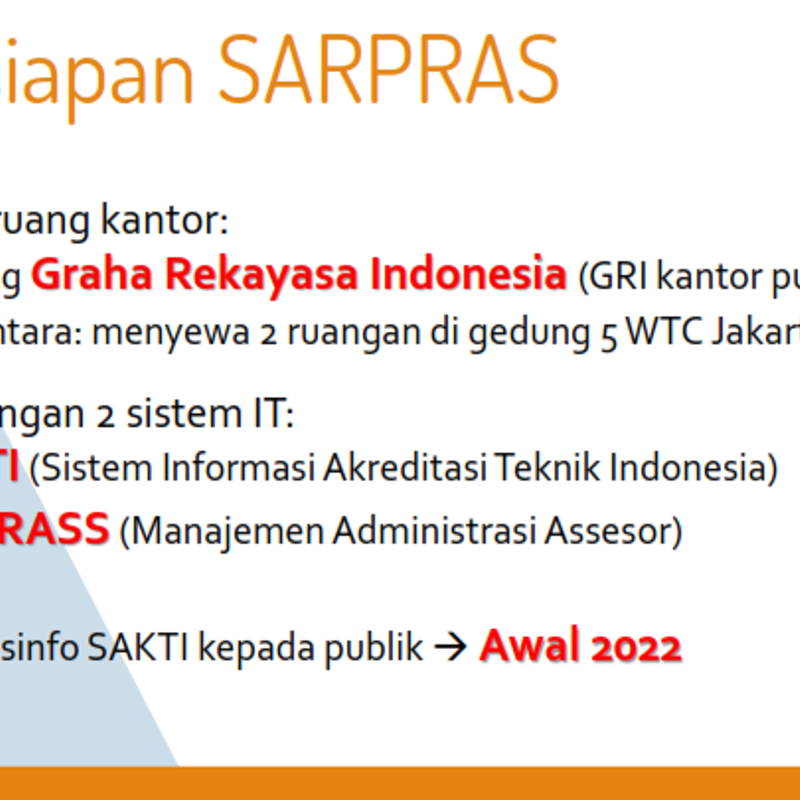 siapan SARPRAS
ruang kantor:
g Graha Rekayasa Indonesia (GRI kantor pu
ntara: menyewa 2 ruangan di gedung 5 WTC Jakart
ngan 2 sistem IT:
TI (Sistem Informasi Akreditasi Teknik Indonesia)
RASS (Manajemen Administrasi Assesor)
sinfo SAKTI kepada publik → Awal 2022